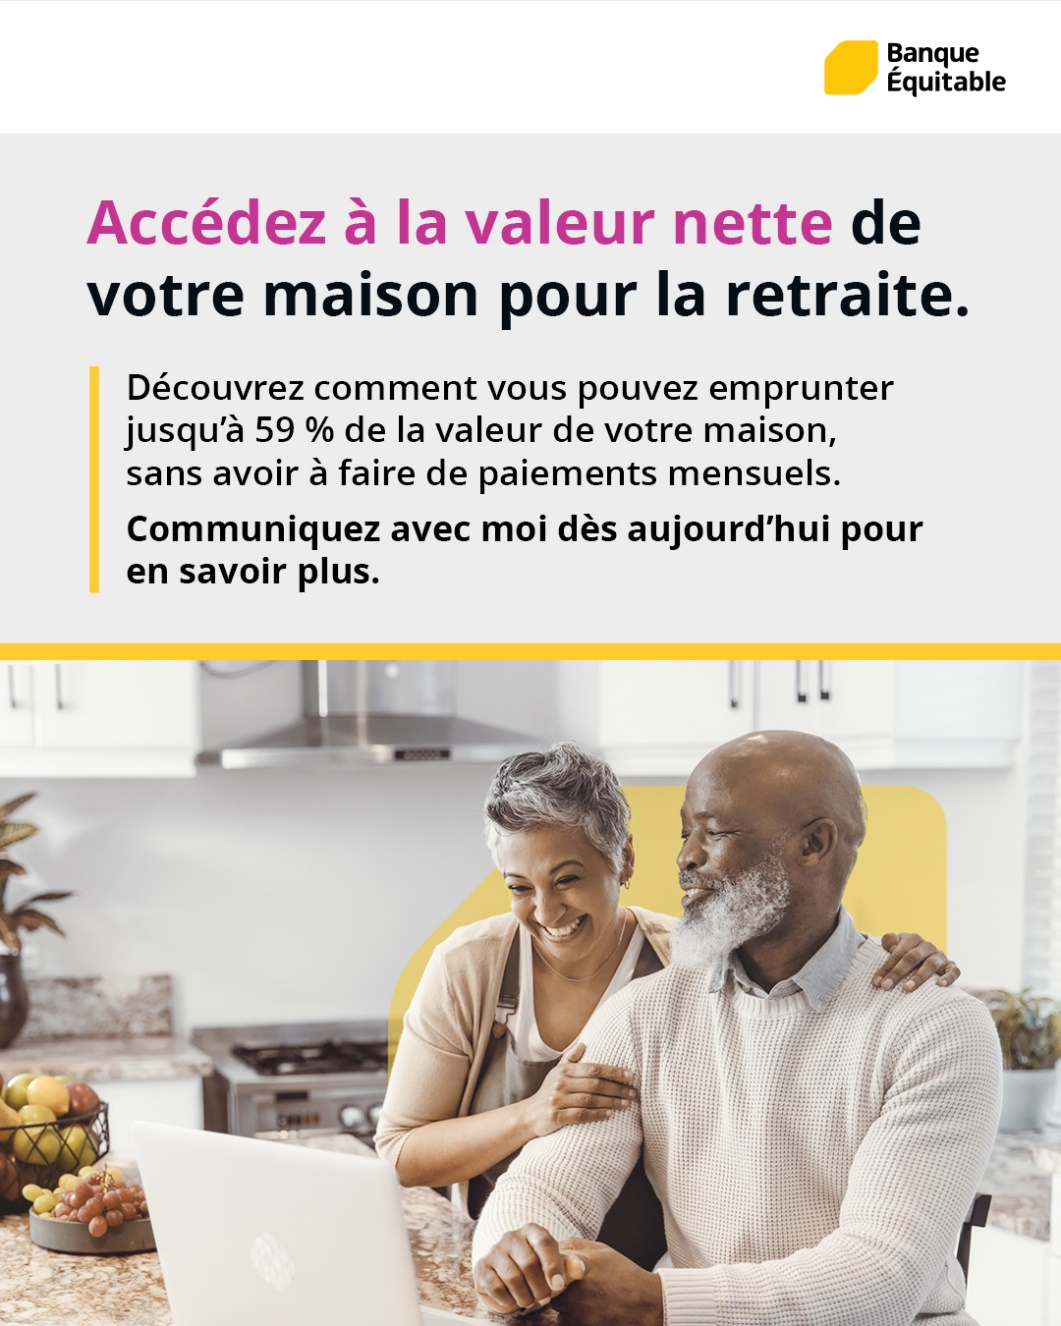 Banque
Équitable
Accédez à la valeur nette de
votre maison pour la retraite.
Découvrez comment vous pouvez emprunter
jusqu’à 59 % de la valeur de votre maison,
sans avoir à faire de paiements mensuels.
Communiquez avec moi dès aujourd’hui pour
en savoir plus.